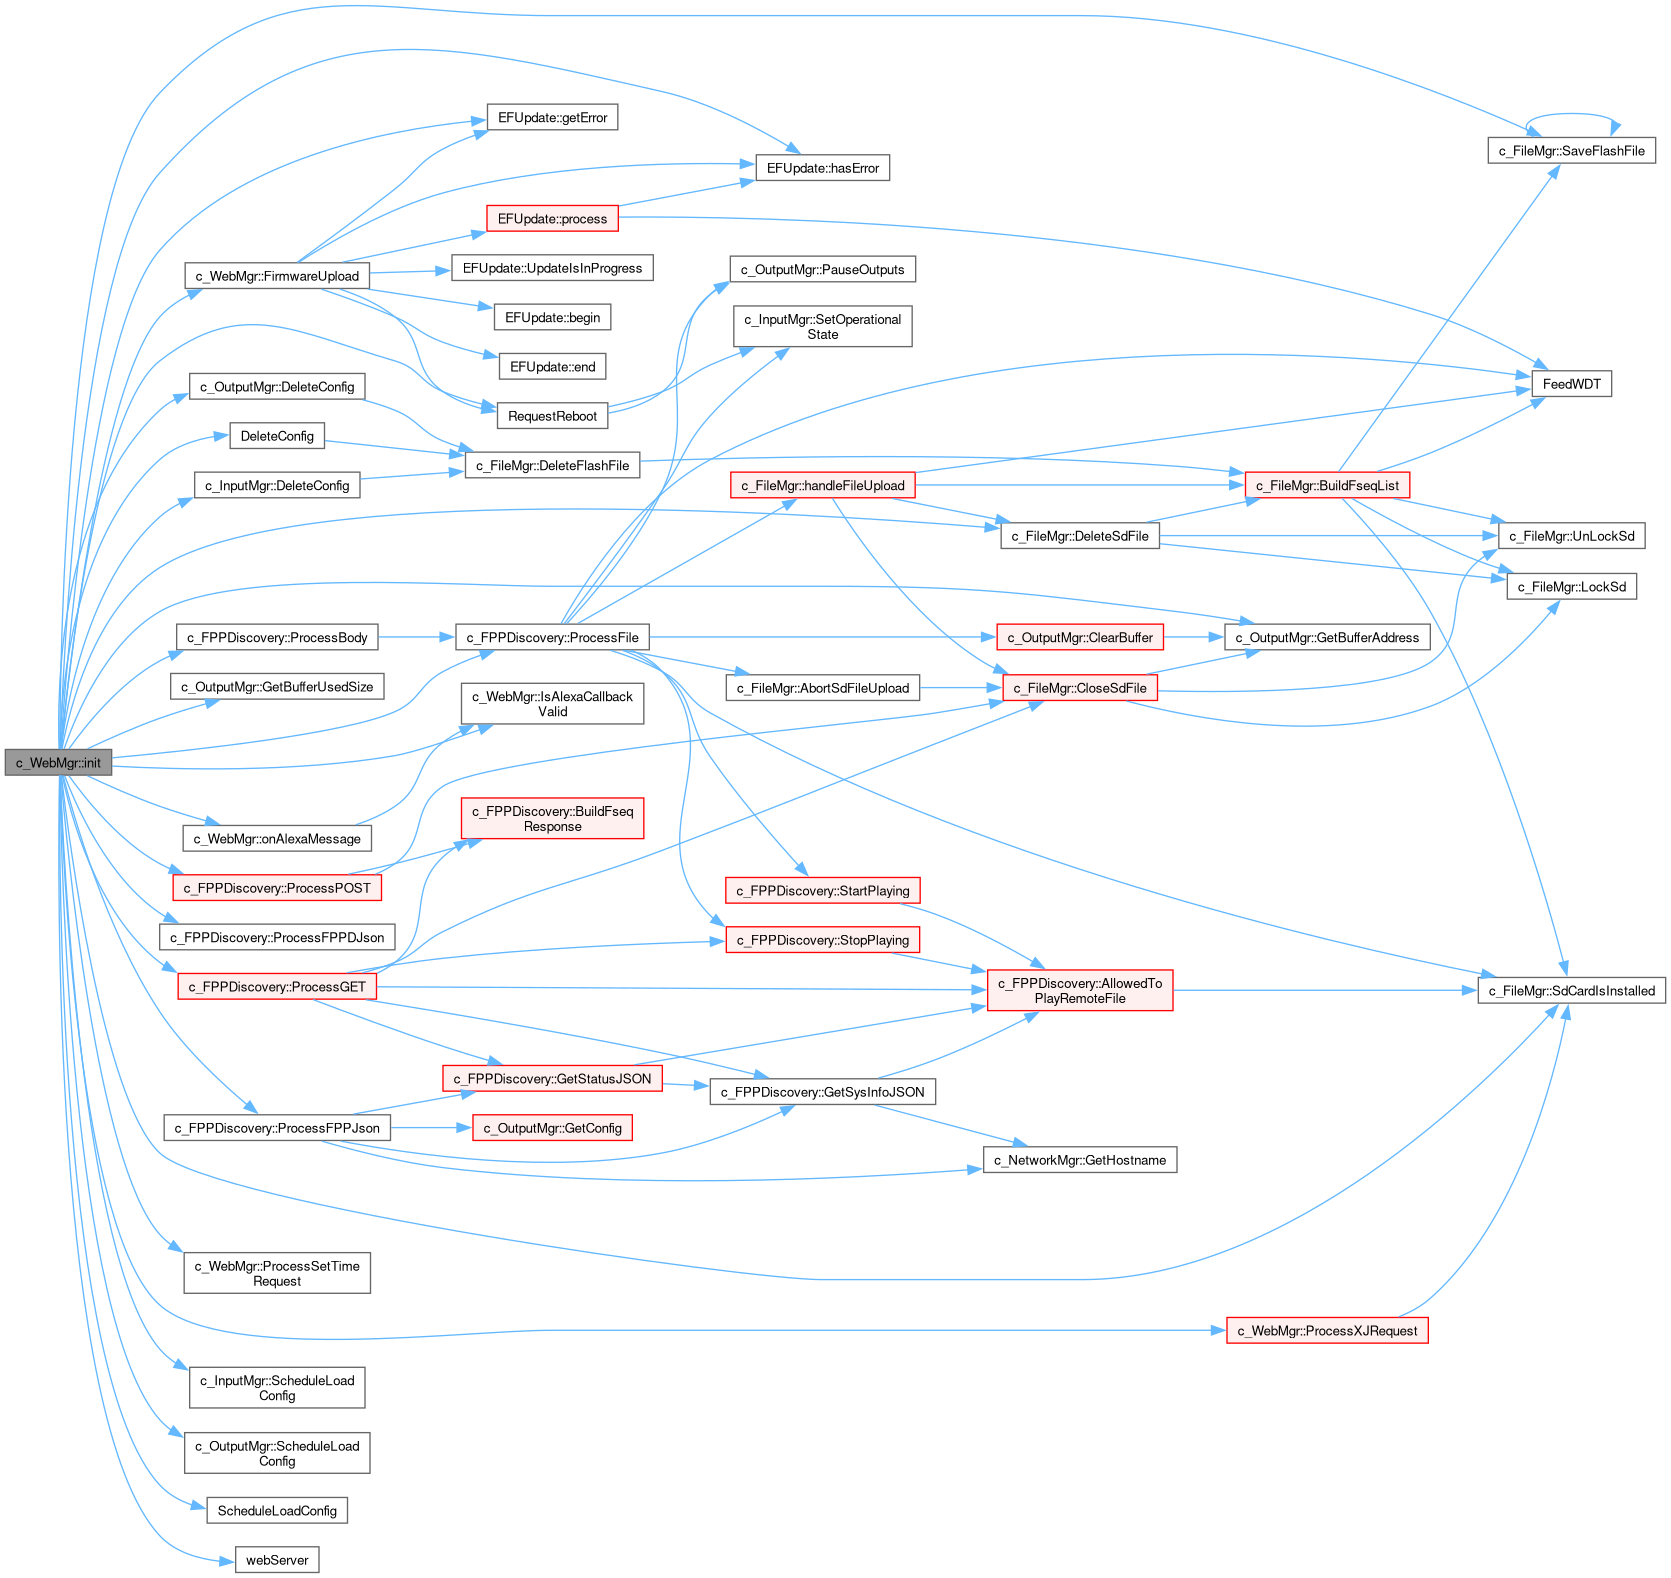 EFUpdate::getError
c_FileMgr::SaveFlashFile
EFUpdate::hasError
EFUpdate::process
c_WebMgr::FirmwareUpload
EFUpdate::UpdateIsInProgress
c_OutputMgr::PauseOutputs
EFUpdate::begin
c_InputMgr::SetOperational
State
EFUpdate::end
c_OutputMgr::DeleteConfig
FeedWDT
RequestReboot
DeleteConfig
c_FileMgr::DeleteFlashFile
c_InputMgr::DeleteConfig
c_FileMgr::handleFileUpload
c_FileMgr::BuildFseqList
c_FileMgr::DeleteSdFile
c_FileMgr::UnLockSd
c_FileMgr::LockSd
c_FPPDiscovery::ProcessBody
c_FPPDiscovery::ProcessFile
c_OutputMgr::ClearBuffer
c_OutputMgr::GetBufferAddress
c_OutputMgr::GetBufferUsedSize
c_WebMgr::IsAlexaCallback
Valid
c_FileMgr::AbortSdFileUpload
c_FileMgr::CloseSdFile
c_WebMgr::init
c_FPPDiscovery::BuildFseq
Response
c_WebMgr::onAlexaMessage
c_FPPDiscovery::ProcessPOST
c_FPPDiscovery::StartPlaying
c_FPPDiscovery::ProcessFPPDJson
c_FPPDiscovery::StopPlaying
c_FPPDiscovery::ProcessGET
c_FPPDiscovery::AllowedTo
PlayRemoteFile
c_FileMgr::SdCardIsInstalled
c_FPPDiscovery::GetStatusJSON
c_FPPDiscovery::GetSysInfoJSON
c_FPPDiscovery::ProcessFPPJson
c_OutputMgr::GetConfig
c_NetworkMgr::GetHostname
c_WebMgr::ProcessSetTime
Request
c_WebMgr::ProcessXJRequest
c_InputMgr::ScheduleLoad
Config
c_OutputMgr::ScheduleLoad
Config
ScheduleLoadConfig
webServer